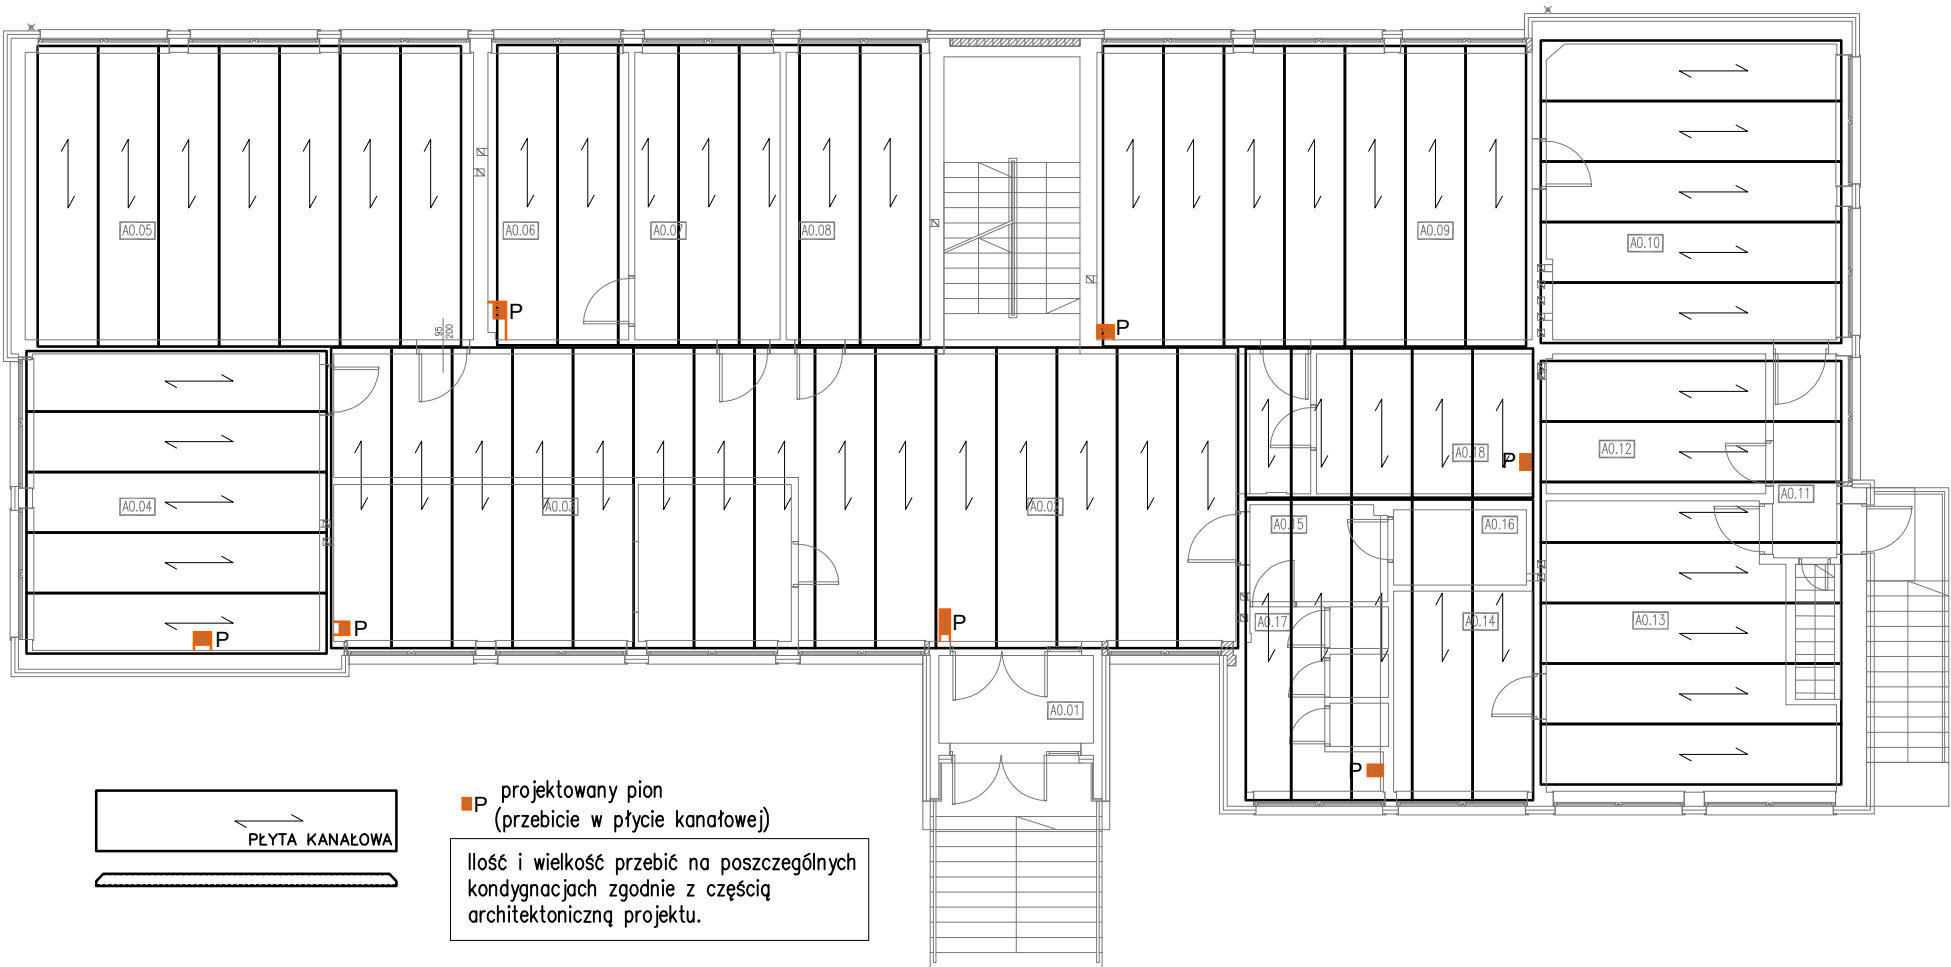 A0.05
A0.06
A0.07
A0.08
A0.09
A0.10
P
P
95
200
A0.04
A0.03
A0.02
A0.18
P
A0.12
A0.11
A0.15
A0.16
P
P
P
A0.17
A0.14
A0.13
A0.01
P
PŁYTA KANAŁOWA
P projektowany pion
(przebicie w płycie kanałowej)
Ilość i wielkość przebić na poszczególnych
kondygnacjach zgodnie z częścią
architektoniczną projektu.